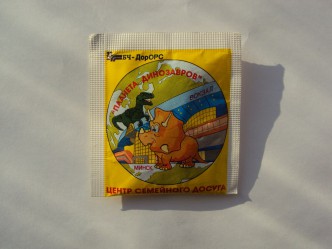 БЧ - ДорОРС
"ПЛАНЕТА ДИНОЗАВРОВ"
МИНСК
ЦЕНТР СЕМЕЙНОГО ДОСУГА